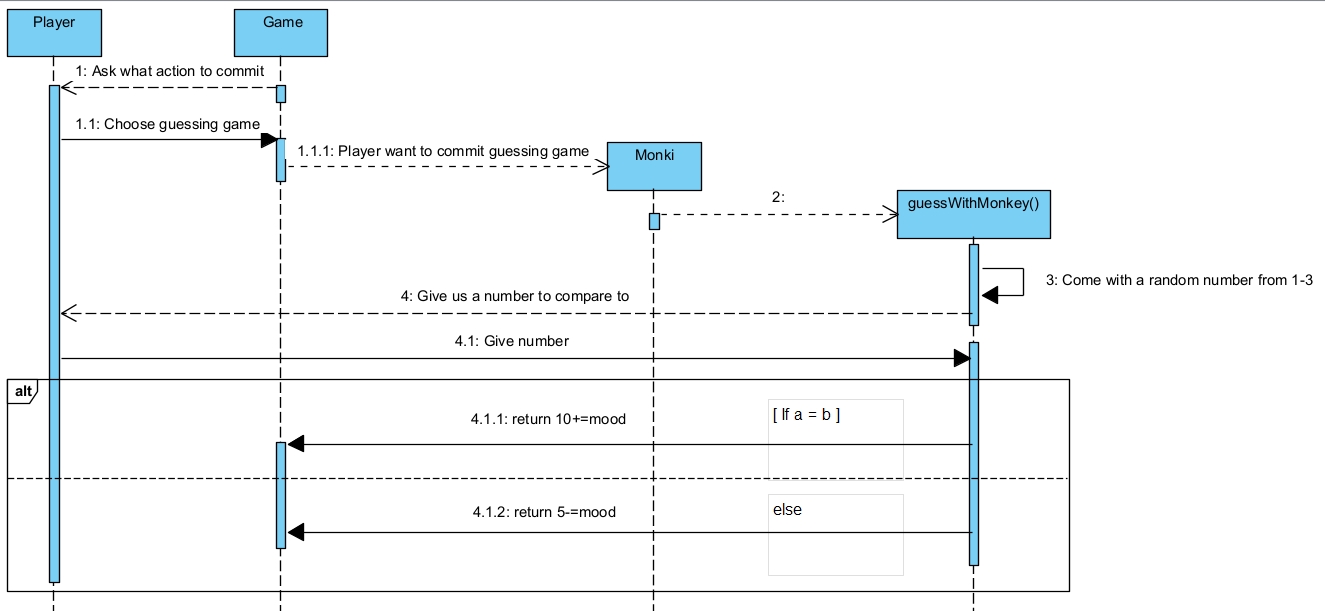 Player
Game
1: Ask what action to commit
1.1: Choose guessing game
1.1.1: Player want to commit guessing game
Monki
2:
guessWithMonkey()
3: Come with a random number from 1-3
4: Give us a number to compare to
4.1: Give number
alt
[ If a = b ]
4.1.1: return 10+=mood
else
4.1.2: return 5-=mood